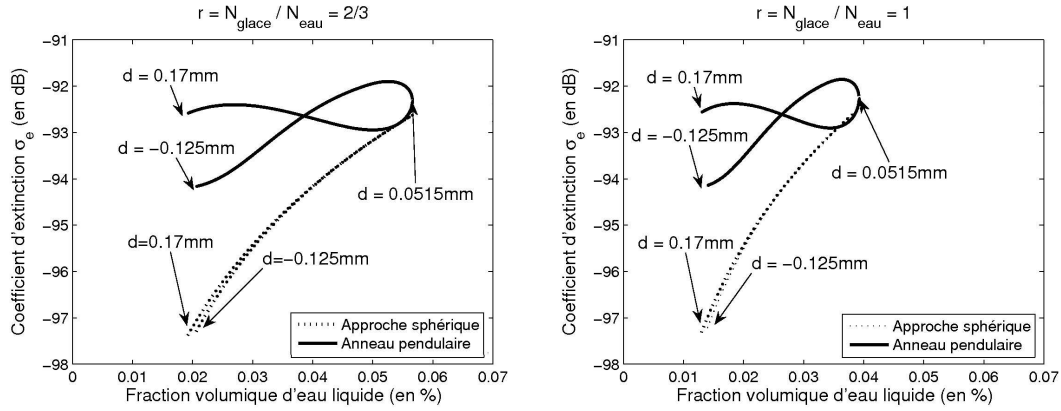 r = N_glace / N_eau = 2/3
Coefficient d'extinction σ_e (en dB)
-91
-92
-93
-94
-95
-96
-97
-98
d = 0.17mm
d = -0.125mm
d = 0.0515mm
d=0.17mm
d=-0.125mm
Approche sphérique
Anneau pendulaire
0
0.01
0.02
0.03
0.04
0.05
0.06
0.07
Fraction volumique d'eau liquide (en %)
r = N_glace / N_eau = 1
Coefficient d'extinction σ_e (en dB)
-91
-92
-93
-94
-95
-96
-97
-98
d = 0.17mm
d = -0.125mm
d = 0.0515mm
d = 0.17mm
d = -0.125mm
Approche sphérique
Anneau pendulaire
0
0.01
0.02
0.03
0.04
0.05
0.06
0.07
Fraction volumique d'eau liquide (en %)